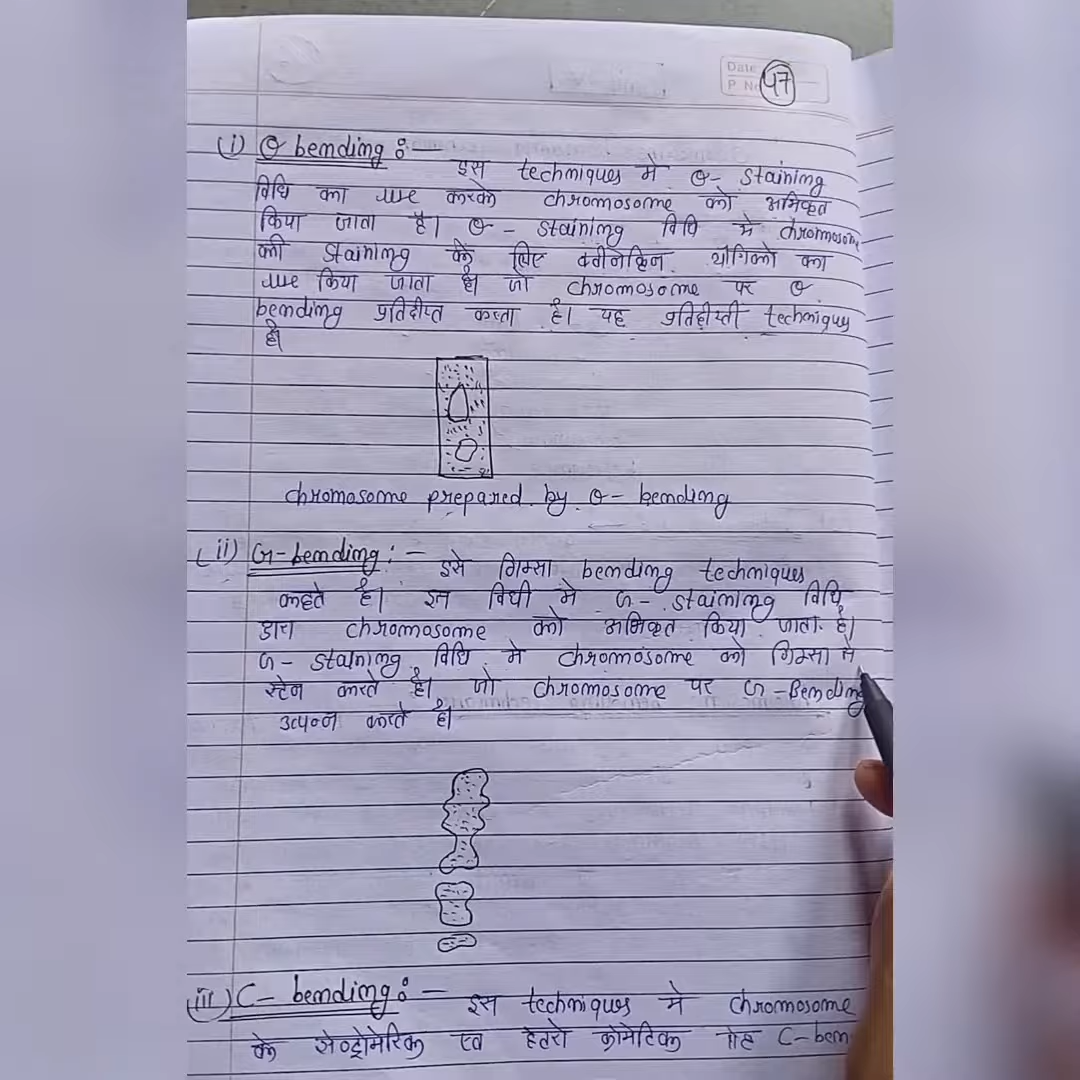 Date
P No
47
(i) Q bending :—
इस techniques मे Q- staining
विधि का use करके chromosome को अभिकृत
किया जाता है। Q- staining विधि मे chromosome
की staining के लिए क्वीनेक्रिन यौगिको का
use किया जाता है। जो chromosome पर Q
bending प्रतिदीप्त करता है। यह प्रतिदीप्ती techniques
है।
chromosome prepared by Q- bending
(ii) G-bending :-
इसे गिम्सा bending techniques
कहते है। इस विधी मे G- staining विधि
द्वारा chromosome को अभिकृत किया जाता है।
G- staining विधि मे chromosome को गिम्सा से
स्टेन करते है। जो chromosome पर G-Bending
उत्पन्न करते है।
(iii) C- bending :-
इस techniques मे chromosome
के सेन्ट्रोमेरिक एव हेतरो क्रोमेटिक C-ben